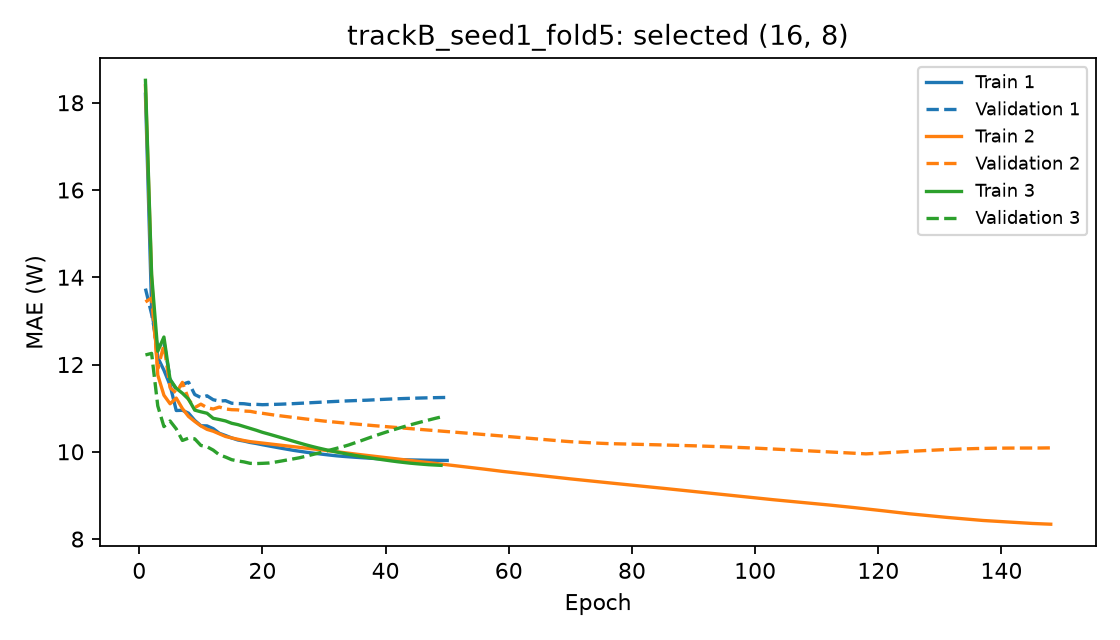 trackB_seed1_fold5: selected (16, 8)
Train 1
Validation 1
Train 2
Validation 2
Train 3
Validation 3
MAE (W)
18
16
14
12
10
8
0 20 40 60 80 100 120 140
Epoch